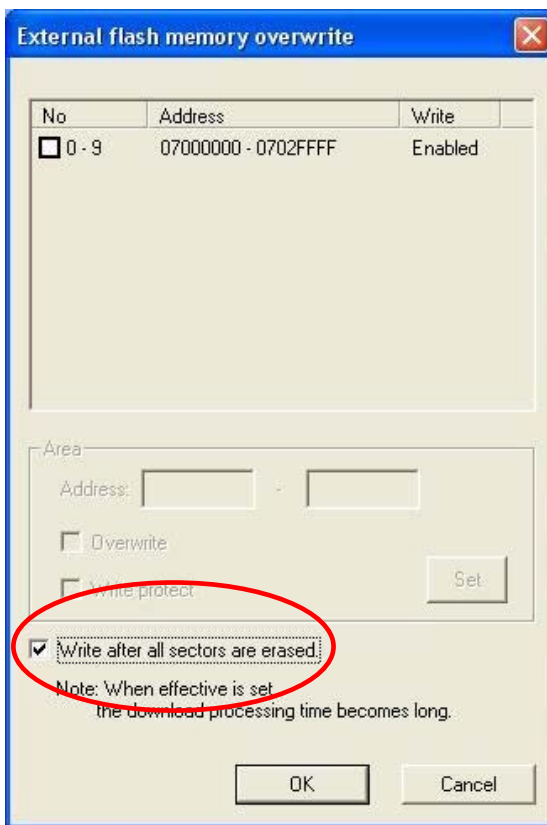 External flash memory overwrite
No Address Write
0 - 9 07000000 - 0702FFFF Enabled
Area
Address: -
Overwrite
Write protect
Set
Write after all sectors are erased.
Note: When effective is set
the download processing time becomes long.
OK Cancel